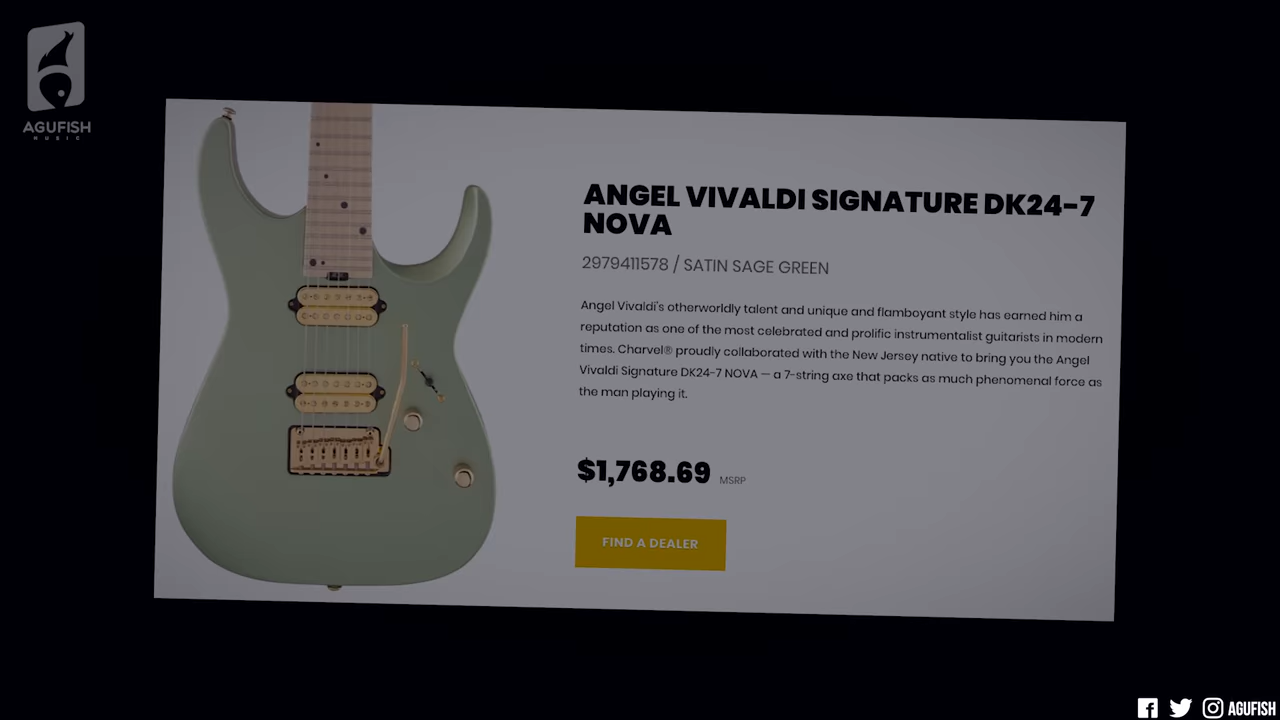 AGUFISH
MUSIC
ANGEL VIVALDI SIGNATURE DK24-7
NOVA
2979411578 / SATIN SAGE GREEN
Angel Vivaldi's otherworldly talent and unique and flamboyant style has earned him a
reputation as one of the most celebrated and prolific instrumentalist guitarists in modern
times. Charvel® proudly collaborated with the New Jersey native to bring you the Angel
Vivaldi Signature DK24-7 NOVA — a 7-string axe that packs as much phenomenal force as
the man playing it.
$1,768.69 MSRP
FIND A DEALER
AGUFISH